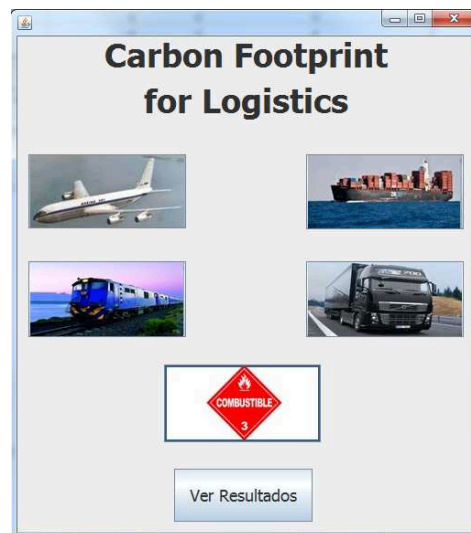 Carbon Footprint
for Logistics
COMBUSTIBLE
3
Ver Resultados